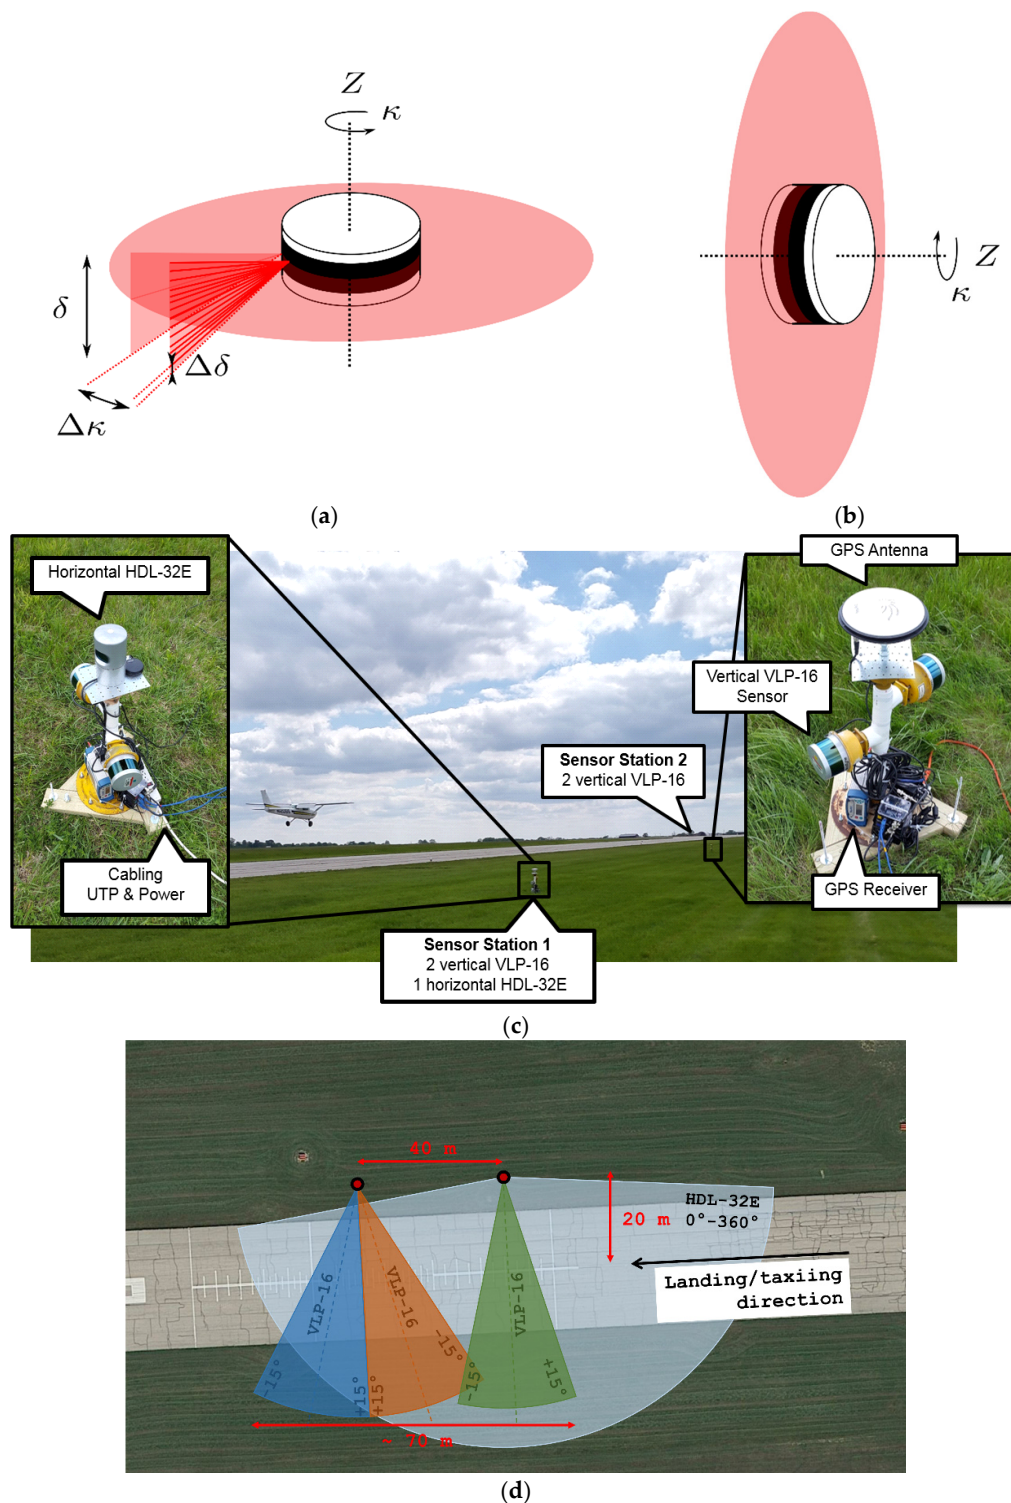 Z
κ
δ
Δδ
Δκ
(a)
Z
κ
(b)
Horizontal HDL-32E
Cabling
UTP & Power
Sensor Station 1
2 vertical VLP-16
1 horizontal HDL-32E
Sensor Station 2
2 vertical VLP-16
GPS Antenna
Vertical VLP-16
Sensor
GPS Receiver
(c)
40 m
20 m
HDL-32E
0°-360°
Landing/taxiing
direction
VLP-16
VLP-16
VLP-16
-15°
+15°
+15°
-15°
-15°
+15°
~ 70 m
(d)